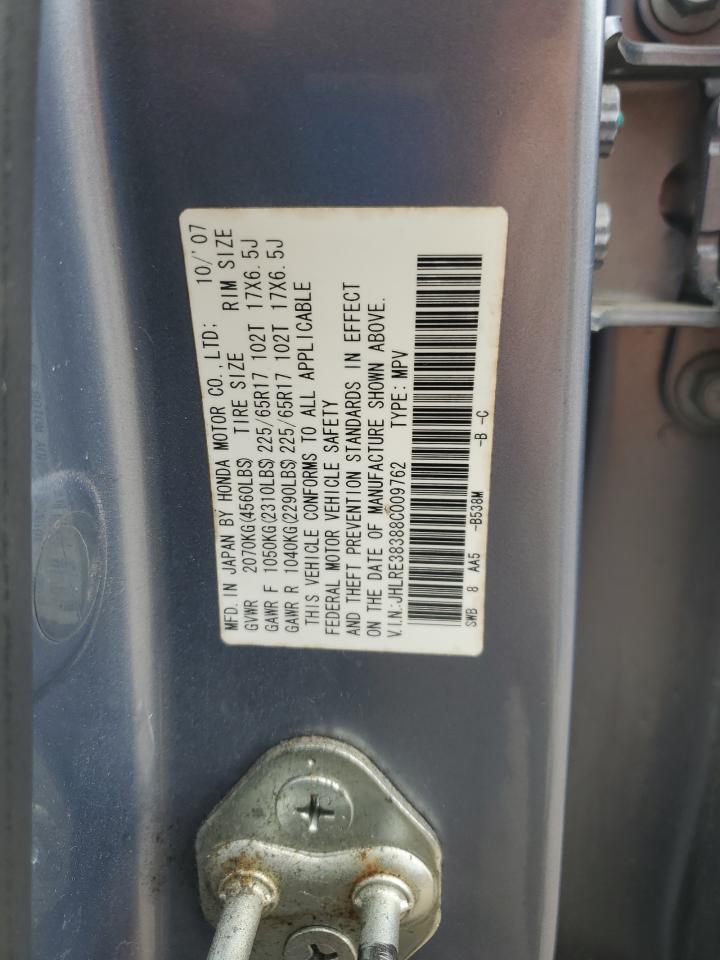 MFD. IN JAPAN BY HONDA MOTOR CO., LTD; 10/'07
GVWR 2070KG(4560LBS) TIRE SIZE RIM SIZE
GAWR F 1050KG(2310LBS)225/65R17 102T 17X6.5J
GAWR R 1040KG(2290LBS)225/65R17 102T 17X6.5J
THIS VEHICLE CONFORMS TO ALL APPLICABLE
FEDERAL MOTOR VEHICLE SAFETY
AND THEFT PREVENTION STANDARDS IN EFFECT
ON THE DATE OF MANUFACTURE SHOWN ABOVE.
V.I.N.:JHLRE38388C009762 TYPE: MPV
SWB 8 AA5 -B538M -B -C